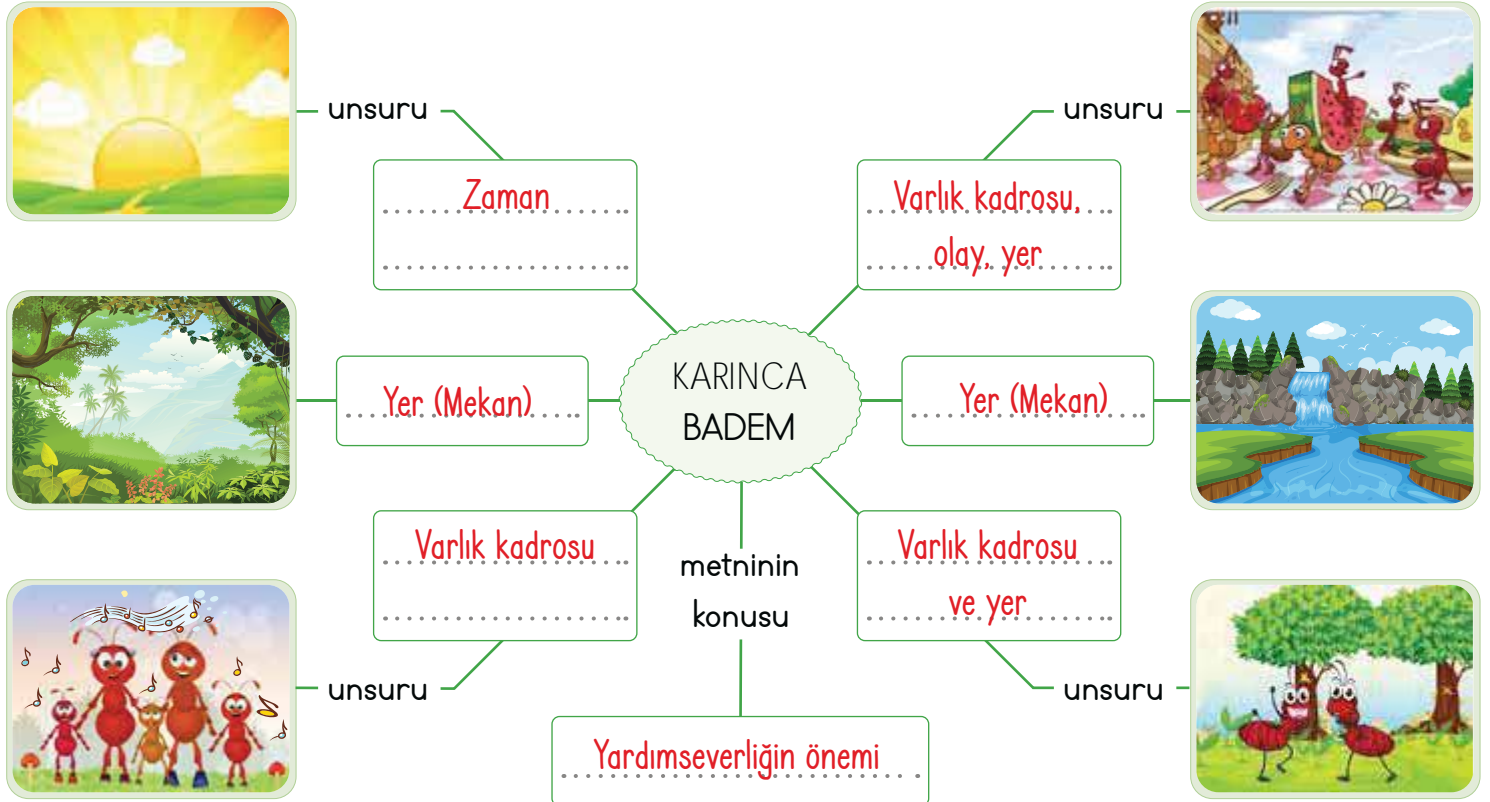 unsuru
unsuru
Zaman
Varlık kadrosu,
olay, yer
KARINCA
BADEM
Yer (Mekan)
Yer (Mekan)
Varlık kadrosu
Varlık kadrosu
ve yer
metninin
konusu
unsuru
unsuru
Yardımseverliğin önemi